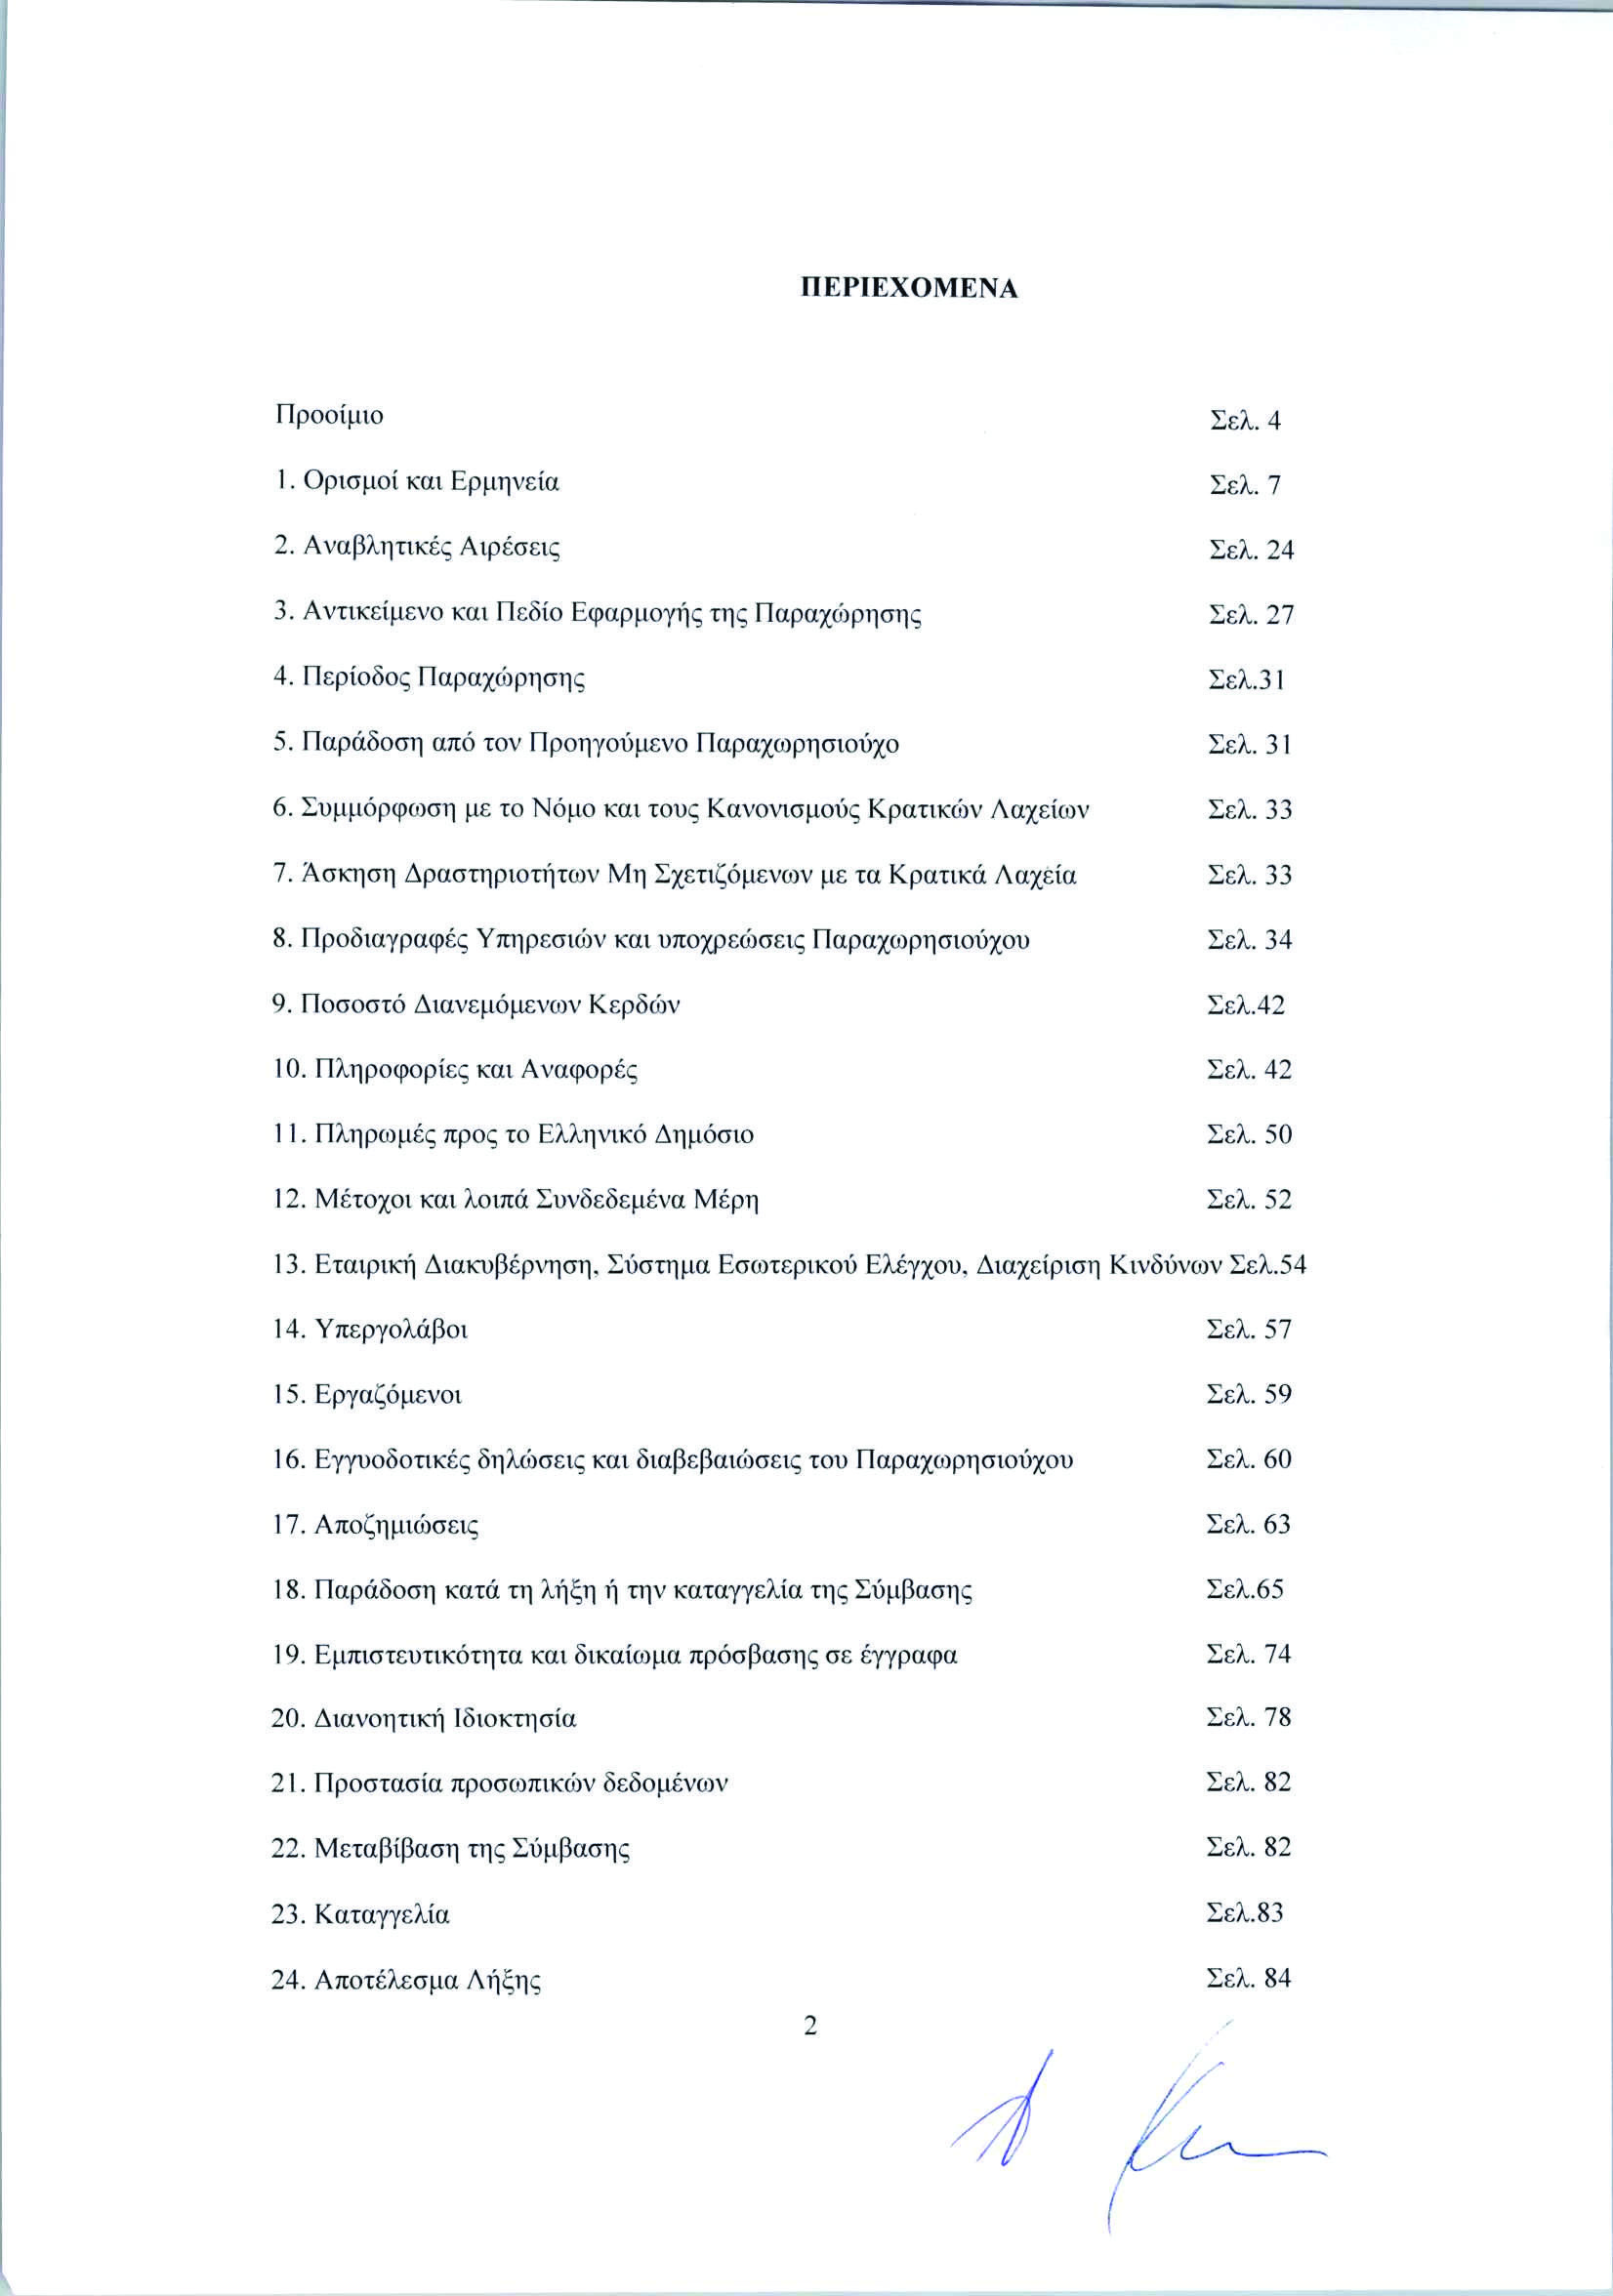 ΠΕΡΙΕΧΟΜΕΝΑ
Προοίμιο Σελ. 4
1. Ορισμοί και Ερμηνεία Σελ. 7
2. Αναβλητικές Αιρέσεις Σελ. 24
3. Αντικείμενο και Πεδίο Εφαρμογής της Παραχώρησης Σελ. 27
4. Περίοδος Παραχώρησης Σελ.31
5. Παράδοση από τον Προηγούμενο Παραχωρησιούχο Σελ. 31
6. Συμμόρφωση με το Νόμο και τους Κανονισμούς Κρατικών Λαχείων Σελ. 33
7. Άσκηση Δραστηριοτήτων Μη Σχετιζόμενων με τα Κρατικά Λαχεία Σελ. 33
8. Προδιαγραφές Υπηρεσιών και υποχρεώσεις Παραχωρησιούχου Σελ. 34
9. Ποσοστό Διανεμόμενων Κερδών Σελ.42
10. Πληροφορίες και Αναφορές Σελ. 42
11. Πληρωμές προς το Ελληνικό Δημόσιο Σελ. 50
12. Μέτοχοι και λοιπά Συνδεδεμένα Μέρη Σελ. 52
13. Εταιρική Διακυβέρνηση, Σύστημα Εσωτερικού Ελέγχου, Διαχείριση Κινδύνων Σελ.54
14. Υπεργολάβοι Σελ. 57
15. Εργαζόμενοι Σελ. 59
16. Εγγυοδοτικές δηλώσεις και διαβεβαιώσεις του Παραχωρησιούχου Σελ. 60
17. Αποζημιώσεις Σελ. 63
18. Παράδοση κατά τη λήξη ή την καταγγελία της Σύμβασης Σελ.65
19. Εμπιστευτικότητα και δικαίωμα πρόσβασης σε έγγραφα Σελ. 74
20. Διανοητική Ιδιοκτησία Σελ. 78
21. Προστασία προσωπικών δεδομένων Σελ. 82
22. Μεταβίβαση της Σύμβασης Σελ. 82
23. Καταγγελία Σελ.83
24. Αποτέλεσμα Λήξης Σελ. 84
2